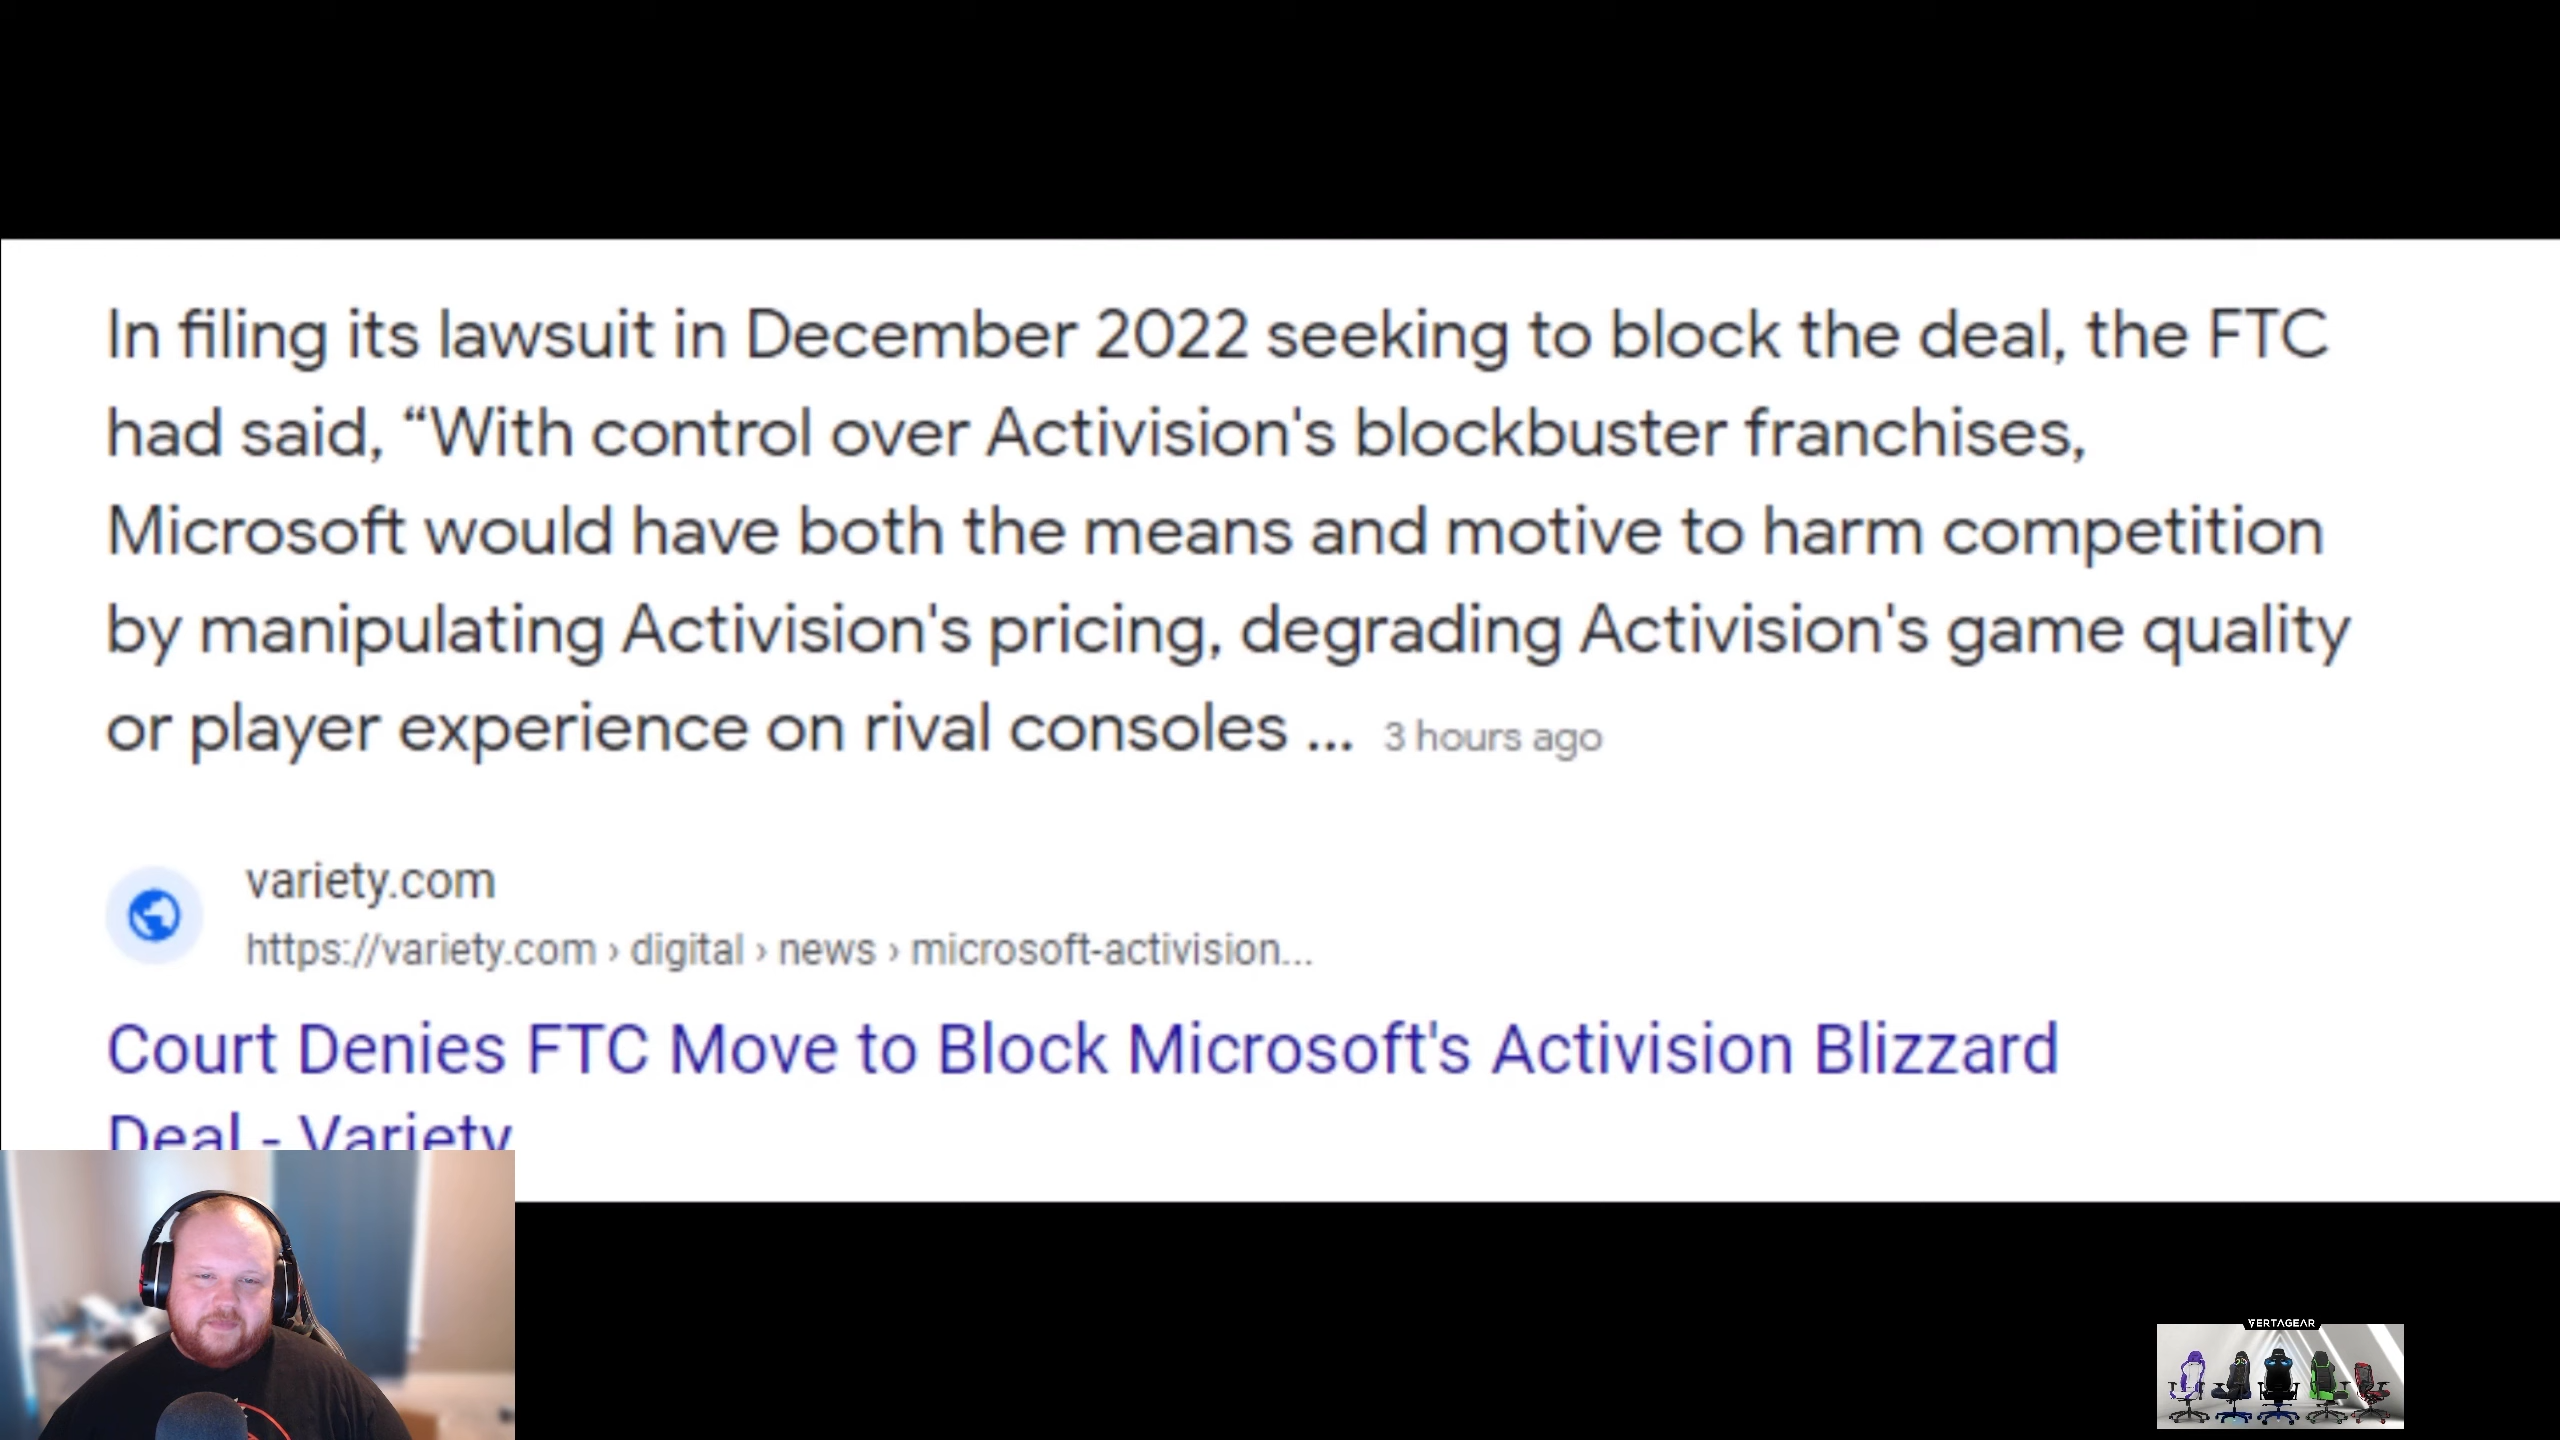 In filing its lawsuit in December 2022 seeking to block the deal, the FTC
had said, “With control over Activision's blockbuster franchises,
Microsoft would have both the means and motive to harm competition
by manipulating Activision's pricing, degrading Activision's game quality
or player experience on rival consoles ... 3 hours ago
variety.com
https://variety.com › digital › news › microsoft-activision...
Court Denies FTC Move to Block Microsoft's Activision Blizzard
Deal - Variety
VERTAGEAR